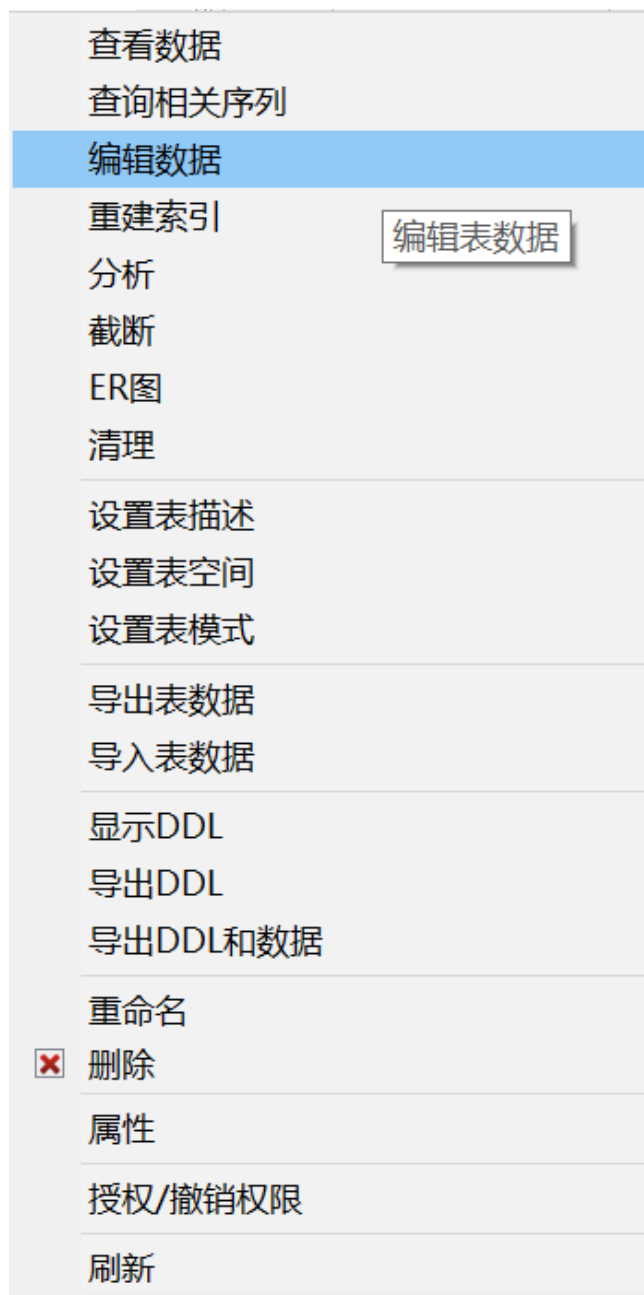 查看数据
查询相关序列
编辑数据
重建索引
编辑表数据
分析
截断
ER图
清理
设置表描述
设置表空间
设置表模式
导出表数据
导入表数据
显示DDL
导出DDL
导出DDL和数据
重命名
删除
属性
授权/撤销权限
刷新